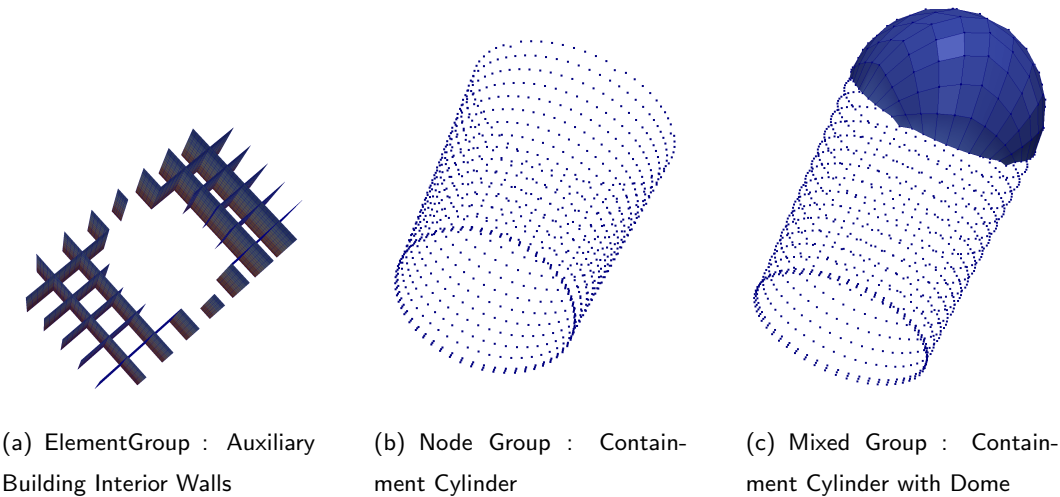 (a) ElementGroup : Auxiliary
Building Interior Walls
(b) Node Group : Contain-
ment Cylinder
(c) Mixed Group : Contain-
ment Cylinder with Dome